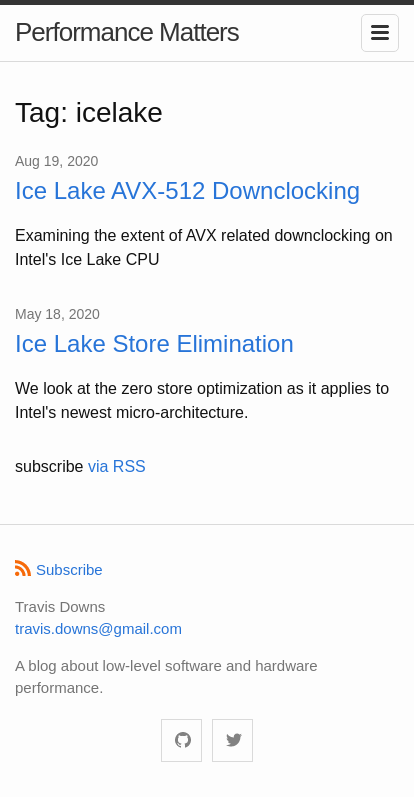 Performance Matters
Tag: icelake
Aug 19, 2020
Ice Lake AVX-512 Downclocking
Examining the extent of AVX related downclocking on
Intel's Ice Lake CPU
May 18, 2020
Ice Lake Store Elimination
We look at the zero store optimization as it applies to
Intel's newest micro-architecture.
subscribe via RSS
Subscribe
Travis Downs
travis.downs@gmail.com
A blog about low-level software and hardware
performance.